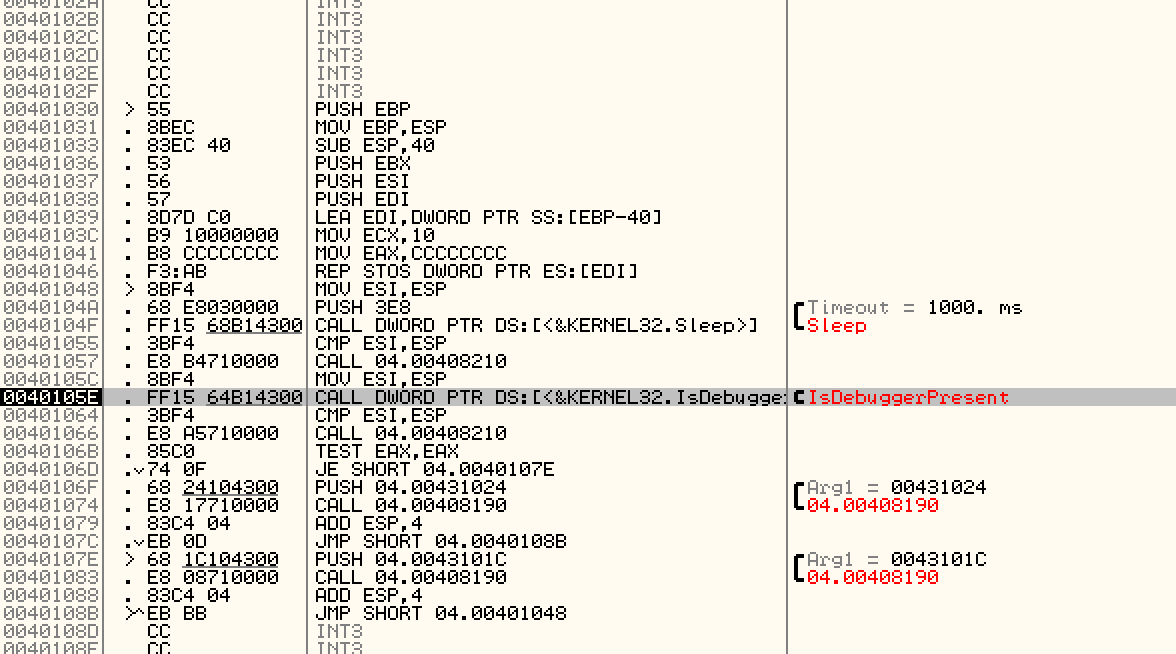 0040102A CC INT3
0040102B CC INT3
0040102C CC INT3
0040102D CC INT3
0040102E CC INT3
0040102F CC INT3
00401030 > 55 PUSH EBP
00401031 . 8BEC MOV EBP,ESP
00401033 . 83EC 40 SUB ESP,40
00401036 . 53 PUSH EBX
00401037 . 56 PUSH ESI
00401038 . 57 PUSH EDI
00401039 . 8D7D C0 LEA EDI,DWORD PTR SS:[EBP-40]
0040103C . B9 10000000 MOV ECX,10
00401041 . B8 CCCCCCCC MOV EAX,CCCCCCCC
00401046 . F3:AB REP STOS DWORD PTR ES:[EDI]
00401048 > 8BF4 MOV ESI,ESP
0040104A . 68 E8030000 PUSH 3E8 Timeout = 1000. ms
0040104F . FF15 68B14300 CALL DWORD PTR DS:[<&KERNEL32.Sleep>] Sleep
00401055 . 3BF4 CMP ESI,ESP
00401057 . E8 B4710000 CALL 04.00408210
0040105C . 8BF4 MOV ESI,ESP
0040105E . FF15 64B14300 CALL DWORD PTR DS:[<&KERNEL32.IsDebugge: IsDebuggerPresent
00401064 . 3BF4 CMP ESI,ESP
00401066 . E8 A5710000 CALL 04.00408210
0040106B . 85C0 TEST EAX,EAX
0040106D .v 74 0F JE SHORT 04.0040107E
0040106F . 68 24104300 PUSH 04.00431024 Arg1 = 00431024
00401074 . E8 17710000 CALL 04.00408190 04.00408190
00401079 . 83C4 04 ADD ESP,4
0040107C .v EB 0D JMP SHORT 04.0040108B
0040107E > 68 1C104300 PUSH 04.0043101C Arg1 = 0043101C
00401083 . E8 08710000 CALL 04.00408190 04.00408190
00401088 . 83C4 04 ADD ESP,4
0040108B >^ EB BB JMP SHORT 04.00401048
0040108D CC INT3
0040108E CC INT3